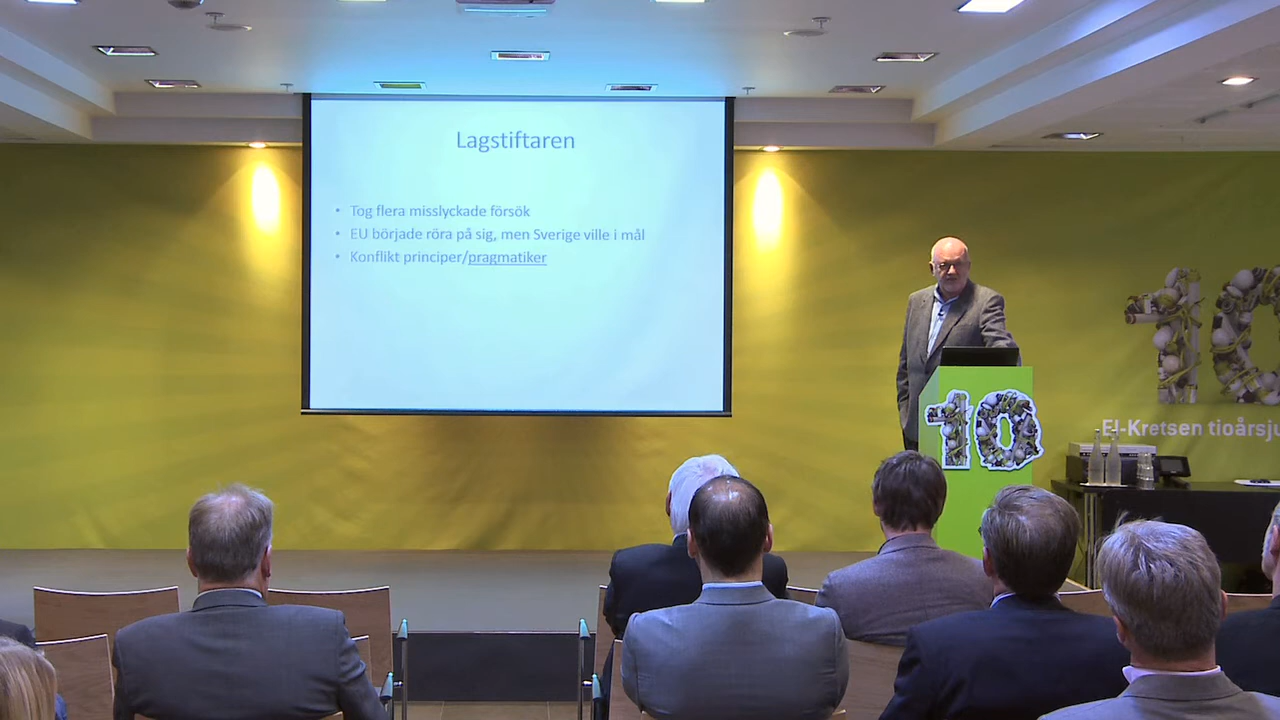 Lagstiftaren
• Tog flera misslyckade försök
• EU började röra på sig, men Sverige ville i mål
• Konflikt principer/pragmatiker
10
10
El-Kretsen tioårsju